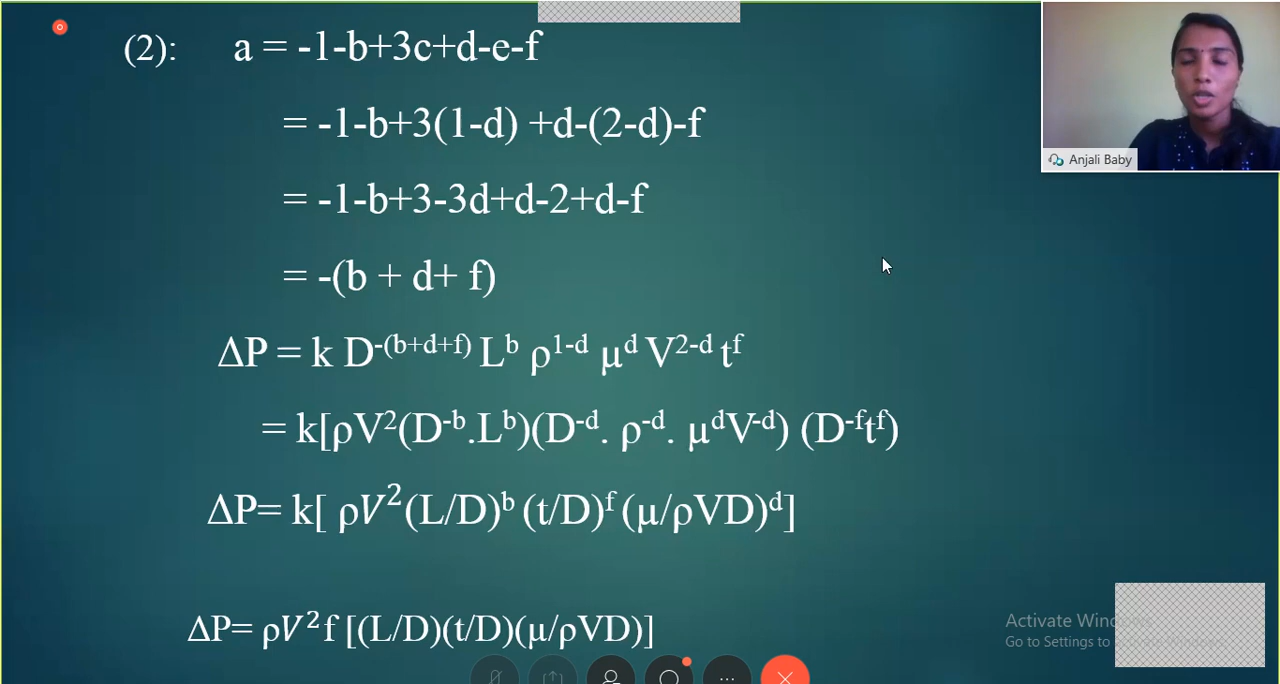 (2): a = -1-b+3c+d-e-f
= -1-b+3(1-d) +d-(2-d)-f
= -1-b+3-3d+d-2+d-f
= -(b + d+ f)
ΔP = k D⁻⁽ᵇ⁺ᵈ⁺ᶠ⁾ Lᵇ ρ¹⁻ᵈ μᵈ V²⁻ᵈ tᶠ
= k[ρV²(D⁻ᵇ.Lᵇ)(D⁻ᵈ. ρ⁻ᵈ. μᵈV⁻ᵈ) (D⁻ᶠtᶠ)
ΔP= k[ ρV²(L/D)ᵇ (t/D)ᶠ (μ/ρVD)ᵈ]
ΔP= ρV²f [(L/D)(t/D)(μ/ρVD)]
Anjali Baby
Activate Windows
Go to Settings to